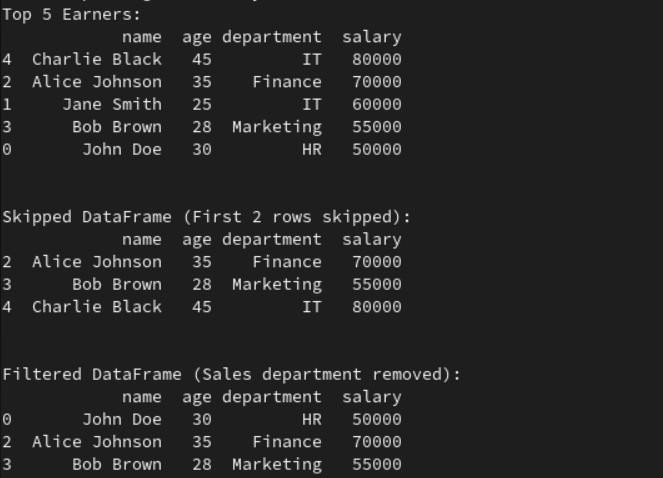 Top 5 Earners:
            name  age department  salary
4  Charlie Black   45         IT   80000
2  Alice Johnson   35    Finance   70000
1     Jane Smith   25         IT   60000
3      Bob Brown   28  Marketing   55000
0       John Doe   30         HR   50000
Skipped DataFrame (First 2 rows skipped):
            name  age department  salary
2  Alice Johnson   35    Finance   70000
3      Bob Brown   28  Marketing   55000
4  Charlie Black   45         IT   80000
Filtered DataFrame (Sales department removed):
            name  age department  salary
0       John Doe   30         HR   50000
2  Alice Johnson   35    Finance   70000
3      Bob Brown   28  Marketing   55000